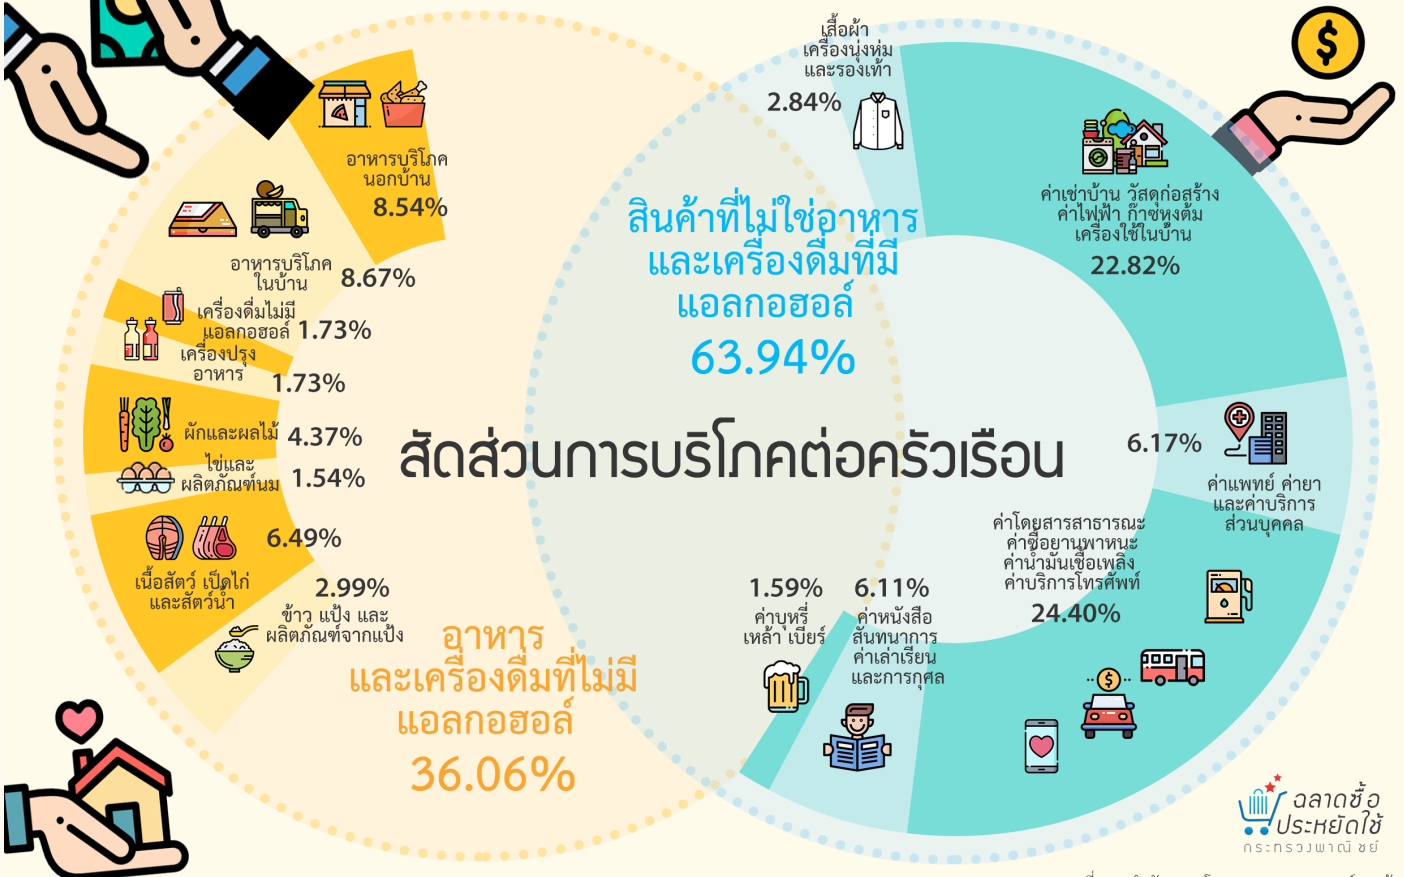 เสื้อผ้า
เครื่องนุ่งห่ม
และรองเท้า
2.84%
อาหารบริโภค
นอกบ้าน
8.54%
อาหารบริโภค
ในบ้าน
8.67%
เครื่องดื่มไม่มี
แอลกอฮอล์
1.73%
เครื่องปรุง
อาหาร
1.73%
ผักและผลไม้
4.37%
ไข่และ
ผลิตภัณฑ์นม
1.54%
6.49%
เนื้อสัตว์ เป็ดไก่
และสัตว์น้ำ
2.99%
ข้าว แป้ง และ
ผลิตภัณฑ์จากแป้ง
อาหาร
และเครื่องดื่มที่ไม่มี
แอลกอฮอล์
36.06%
สัดส่วนการบริโภคต่อครัวเรือน
สินค้าที่ไม่ใช่อาหาร
และเครื่องดื่มที่มี
แอลกอฮอล์
63.94%
ค่าเช่าบ้าน วัสดุก่อสร้าง
ค่าไฟฟ้า ก๊าซหุงต้ม
เครื่องใช้ในบ้าน
22.82%
6.17%
ค่าแพทย์ ค่ายา
และค่าบริการ
ส่วนบุคคล
ค่าโดยสารสาธารณะ
ค่าซื้อยานพาหนะ
ค่าน้ำมันเชื้อเพลิง
ค่าบริการโทรศัพท์
24.40%
6.11%
ค่าหนังสือ
สันทนาการ
ค่าเล่าเรียน
และการกุศล
1.59%
ค่าบุหรี่
เหล้า เบียร์
ฉลาดซื้อ
ประหยัดใช้
กระทรวงพาณิชย์